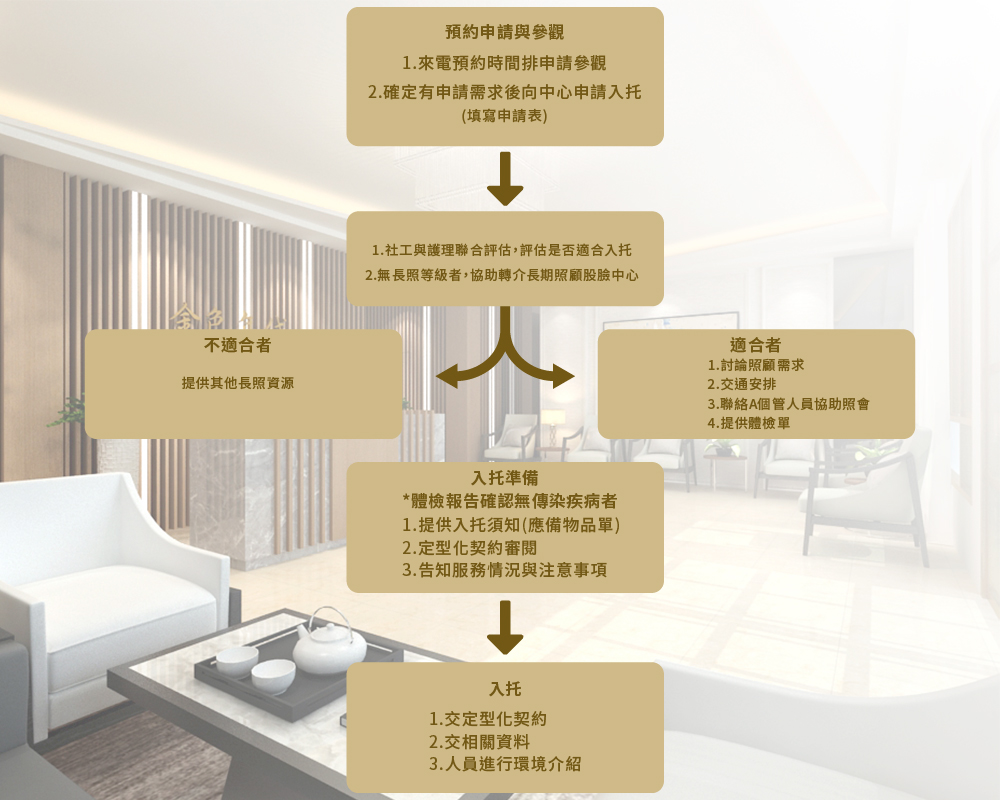 預約申請與參觀
1.來電預約時間排申請參觀
2.確定有申請需求後向中心申請入托
(填寫申請表)
1.社工與護理聯合評估,評估是否適合入托
2.無長照等級者,協助轉介長期照顧股臉中心
不適合者
提供其他長照資源
適合者
1.討論照顧需求
2.交通安排
3.聯絡A個管人員協助照會
4.提供體檢單
入托準備
*體檢報告確認無傳染疾病者
1.提供入托須知(應備物品單)
2.定型化契約審閱
3.告知服務情況與注意事項
入托
1.交定型化契約
2.交相關資料
3.人員進行環境介紹